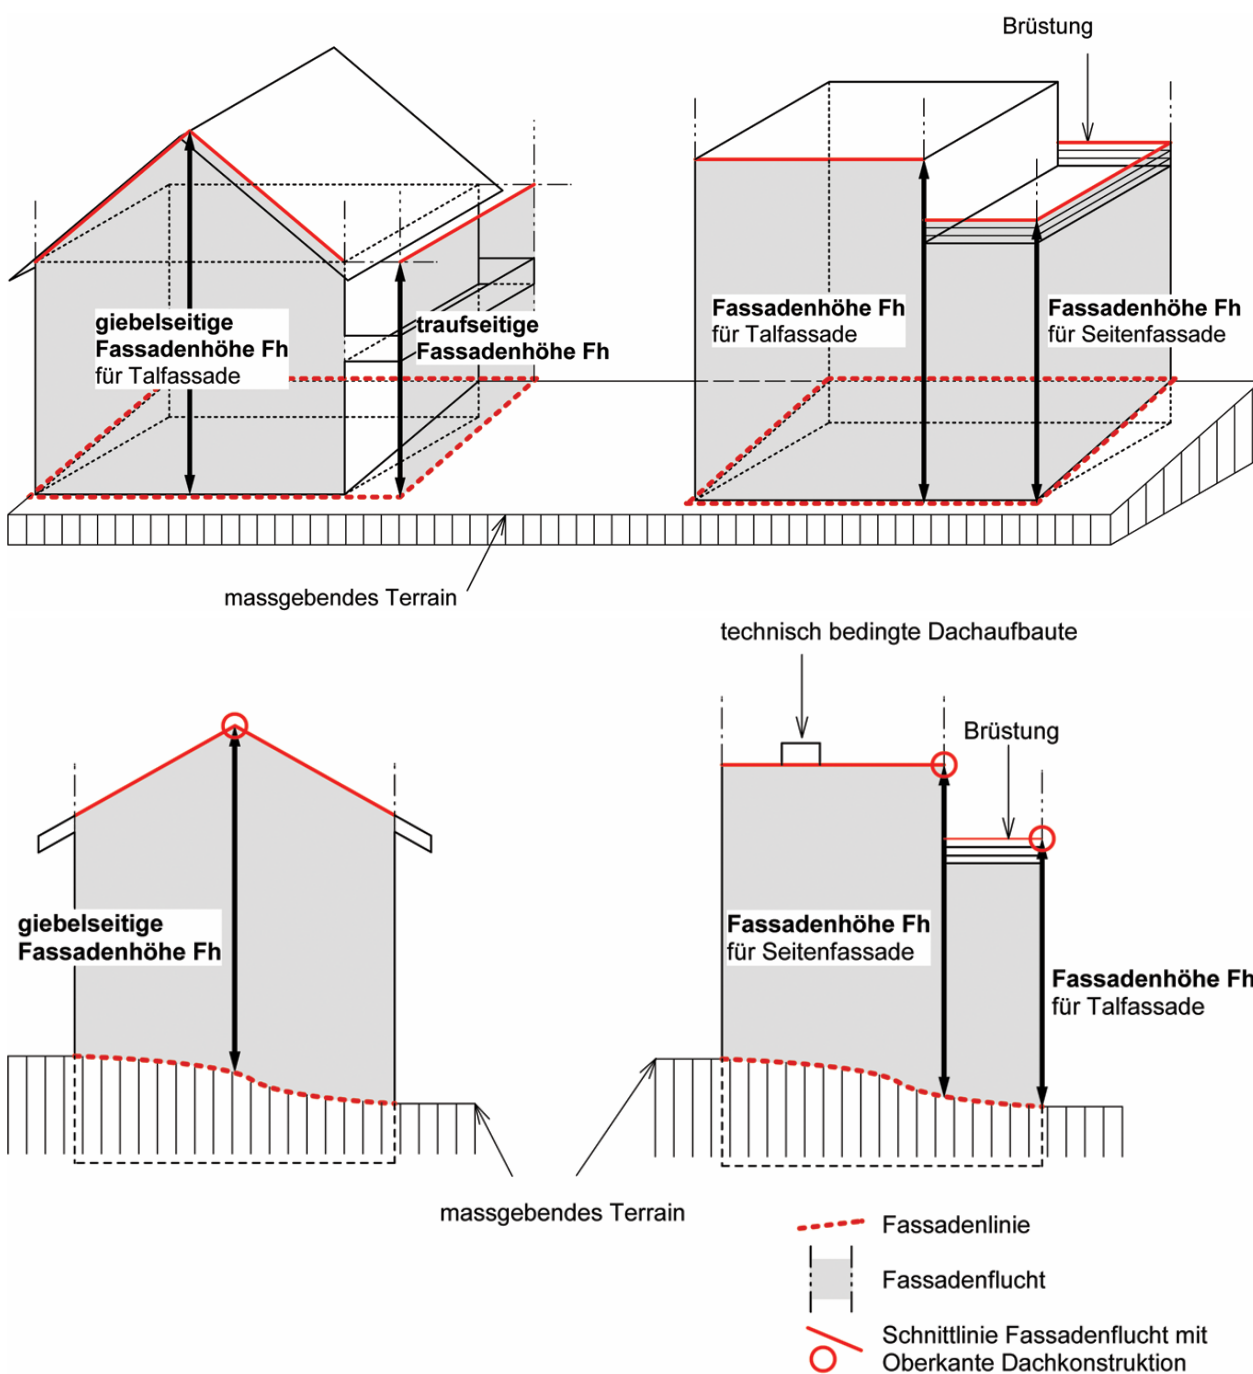 Brüstung
giebelseitige
Fassadenhöhe Fh
für Talfassade
traufseitige
Fassadenhöhe Fh
Fassadenhöhe Fh
für Talfassade
Fassadenhöhe Fh
für Seitenfassade
massgebendes Terrain
technisch bedingte Dachaufbaute
Brüstung
giebelseitige
Fassadenhöhe Fh
Fassadenhöhe Fh
für Seitenfassade
Fassadenhöhe Fh
für Talfassade
massgebendes Terrain
Fassadenlinie
Fassadenflucht
Schnittlinie Fassadenflucht mit
Oberkante Dachkonstruktion